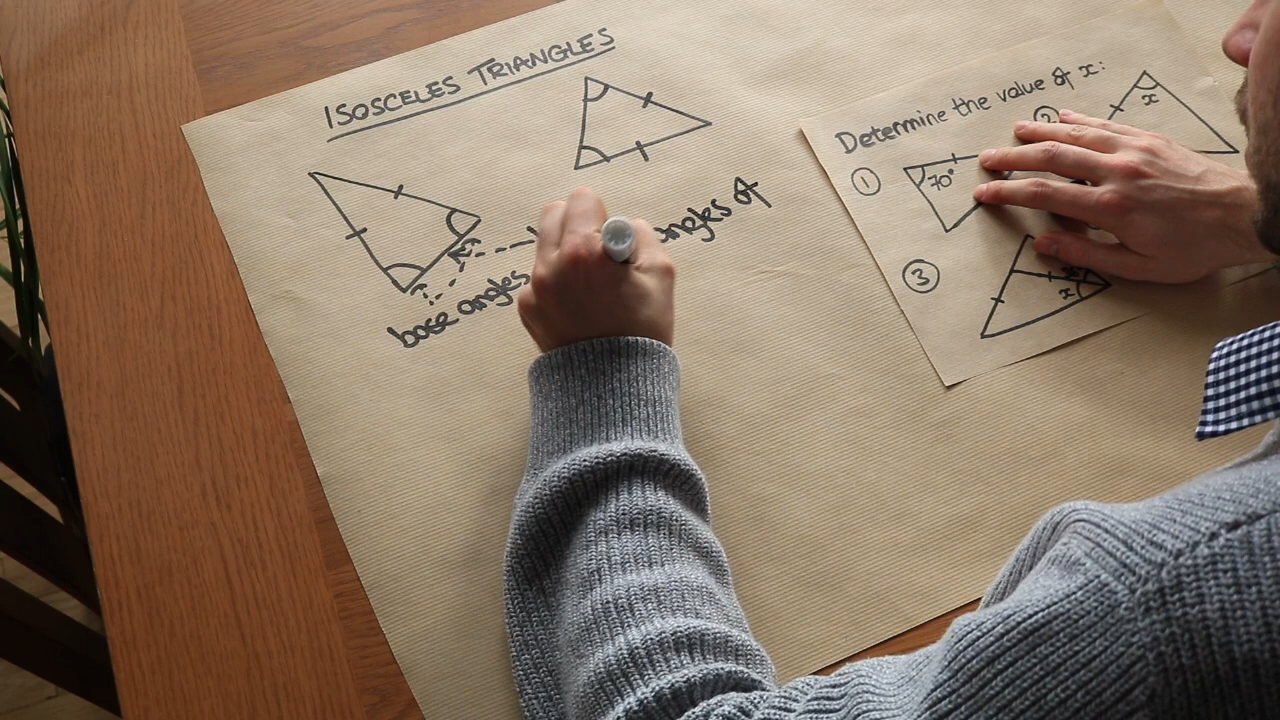 ISOSCELES TRIANGLES
angles of
base angles
Determine the value of x:
① 70°
② x
③ x x